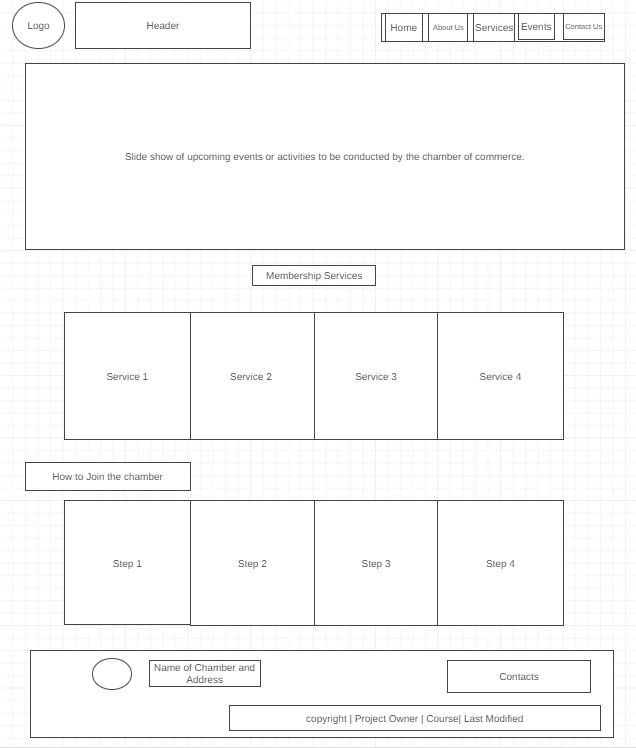 Logo
Header
Home
About Us
Services
Events
Contact Us
Slide show of upcoming events or activities to be conducted by the chamber of commerce.
Membership Services
Service 1
Service 2
Service 3
Service 4
How to Join the chamber
Step 1
Step 2
Step 3
Step 4
Name of Chamber and
Address
Contacts
copyright | Project Owner | Course| Last Modified